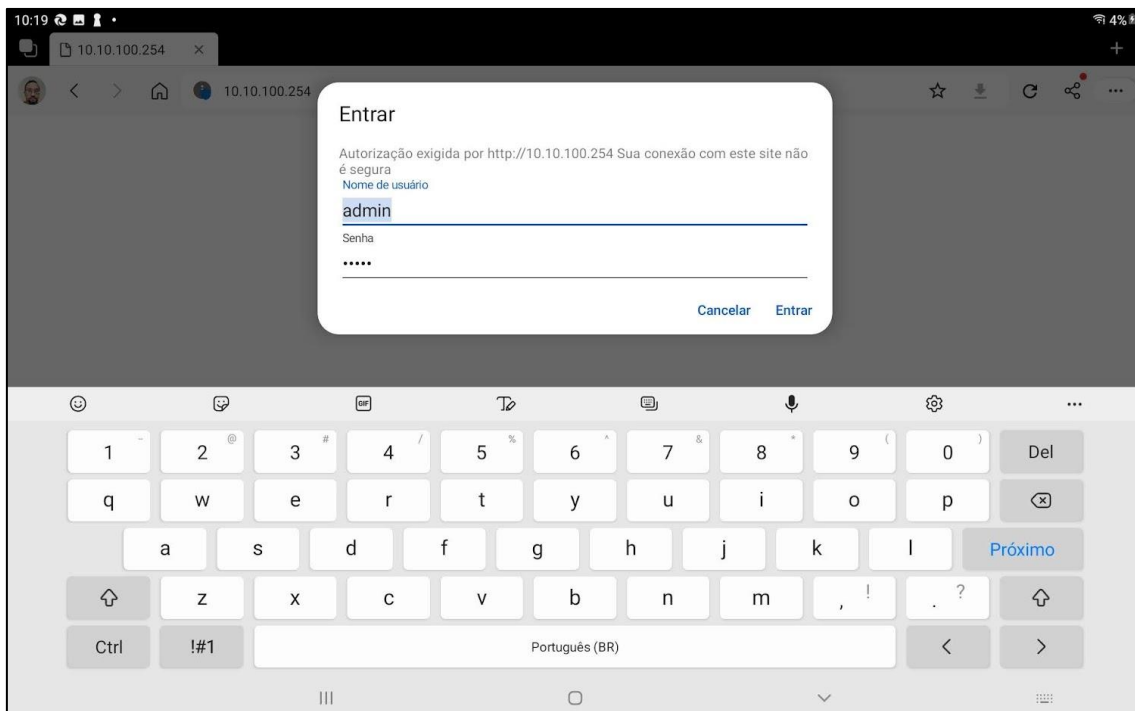 10:19
4%
10.10.100.254
10.10.100.254
Entrar
Autorização exigida por http://10.10.100.254 Sua conexão com este site não
é segura
Nome de usuário
admin
Senha
•••••
Cancelar Entrar
GIF
1 - 2 @ 3 # 4 / 5 % 6 ^ 7 & 8 * 9 ( 0 ) Del
q w e r t y u i o p
a s d f g h j k l Próximo
z x c v b n m , ! . ?
Ctrl !#1 Português (BR) < >